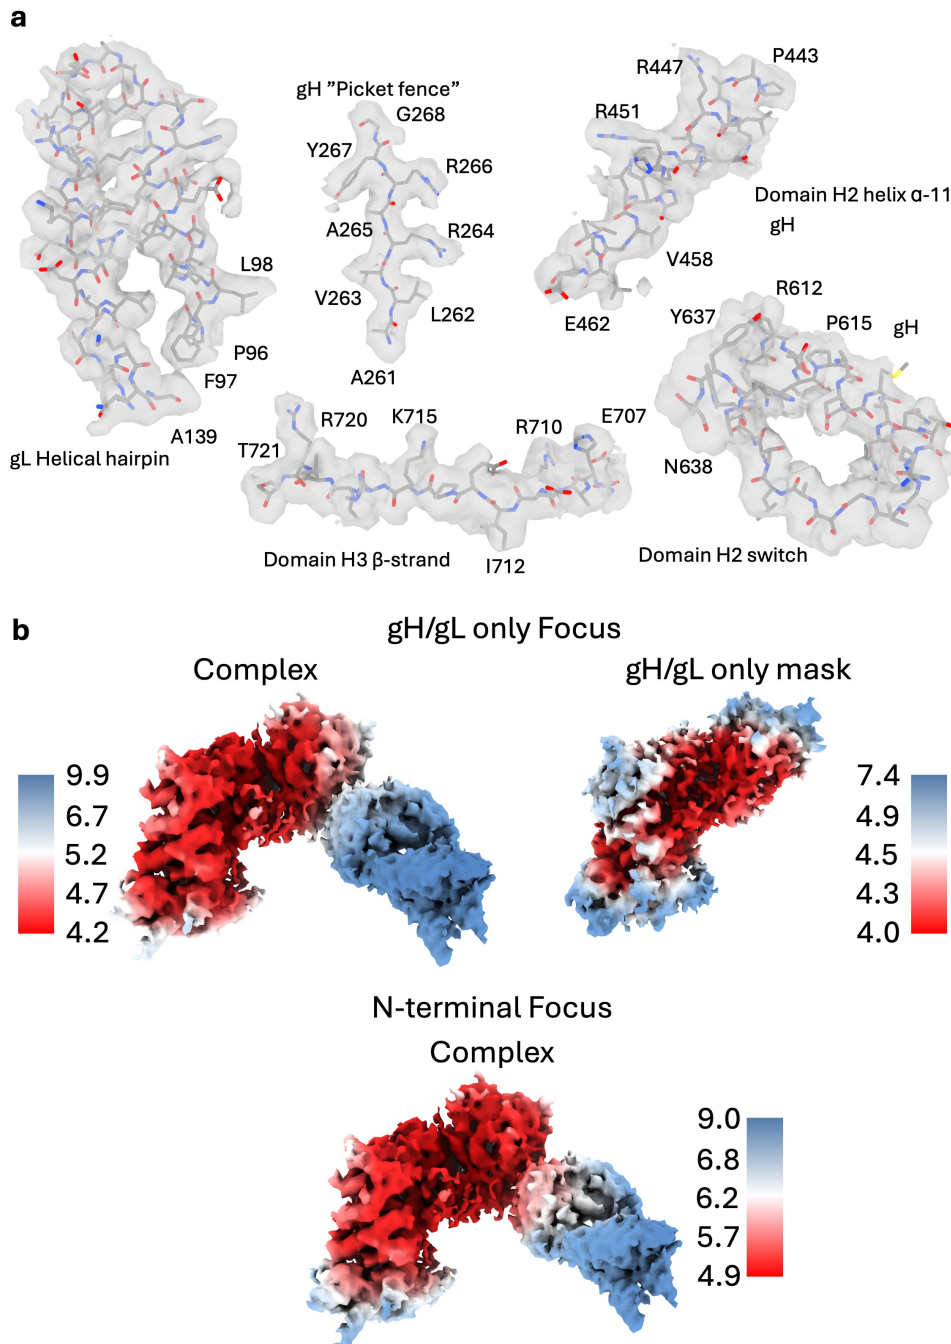 a
gH ”Picket fence”
G268
Y267
R266
A265
R264
V263
L262
A261
R447
P443
R451
Domain H2 helix α-11
gH
V458
E462
L98
P96
F97
A139
gL Helical hairpin
R612
Y637
P615
gH
N638
Domain H2 switch
T721
R720
K715
R710
E707
Domain H3 β-strand
I712
b
gH/gL only Focus
Complex
gH/gL only mask
9.9
6.7
5.2
4.7
4.2
7.4
4.9
4.5
4.3
4.0
N-terminal Focus
Complex
9.0
6.8
6.2
5.7
4.9